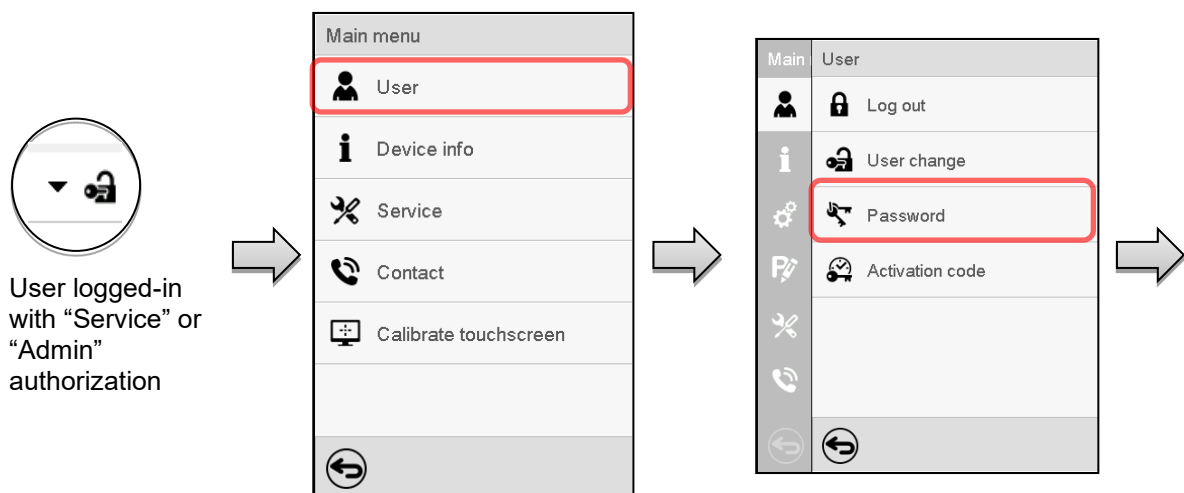 User logged-in
with “Service” or
“Admin”
authorization
Main menu
User
Device info
Service
Contact
Calibrate touchscreen
Main
User
Log out
User change
Password
Activation code